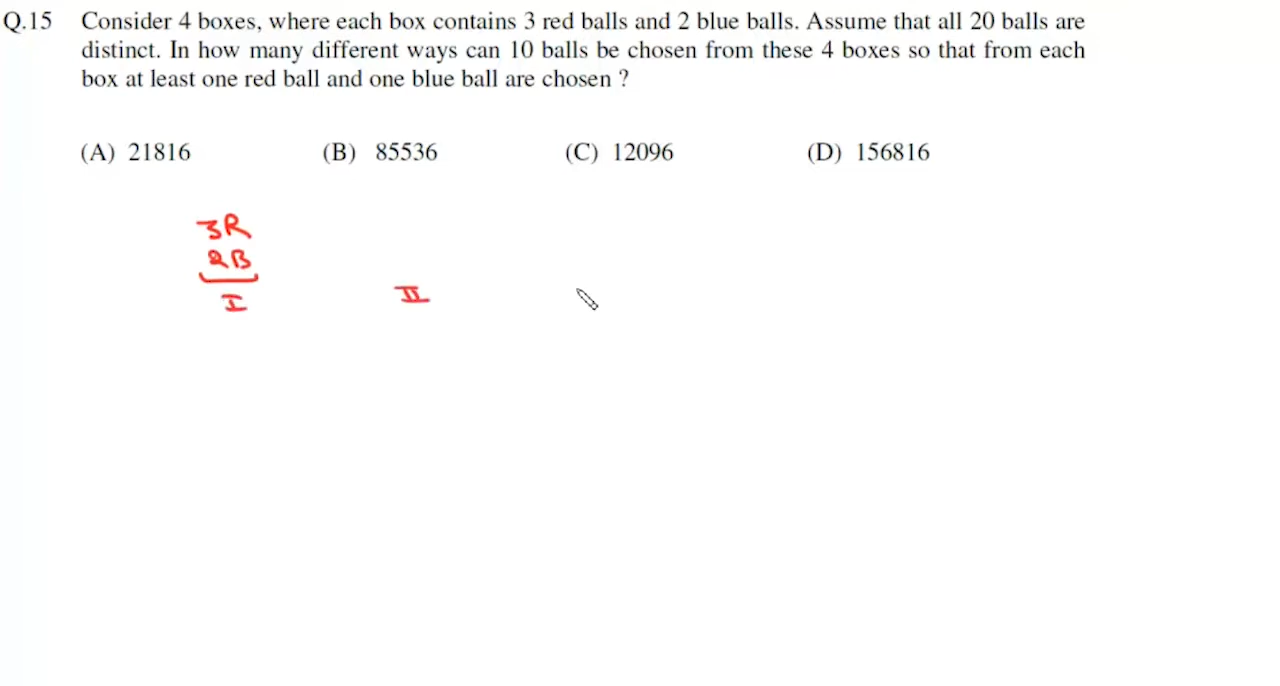 Q.15 Consider 4 boxes, where each box contains 3 red balls and 2 blue balls. Assume that all 20 balls are
distinct. In how many different ways can 10 balls be chosen from these 4 boxes so that from each
box at least one red ball and one blue ball are chosen ?
(A) 21816 (B) 85536 (C) 12096 (D) 156816
3R
2B
I II